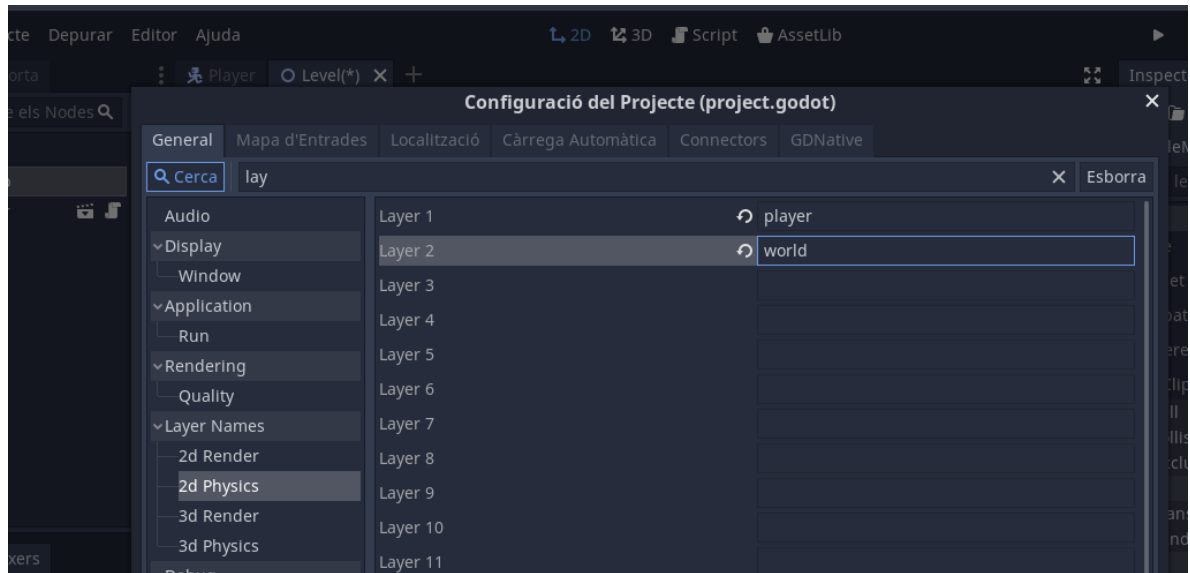 cte Depurar Editor Ajuda 2D 3D Script AssetLib
orta Player Level(*) Inspect
e els Nodes
Configuració del Projecte (project.godot)
General Mapa d'Entrades Localització Càrrega Automàtica Connectors GDNative
Cerca lay Esborra
Audio
Display
Window
Application
Run
Rendering
Quality
Layer Names
2d Render
2d Physics
3d Render
3d Physics
Layer 1 player
Layer 2 world
Layer 3
Layer 4
Layer 5
Layer 6
Layer 7
Layer 8
Layer 9
Layer 10
Layer 11
xers